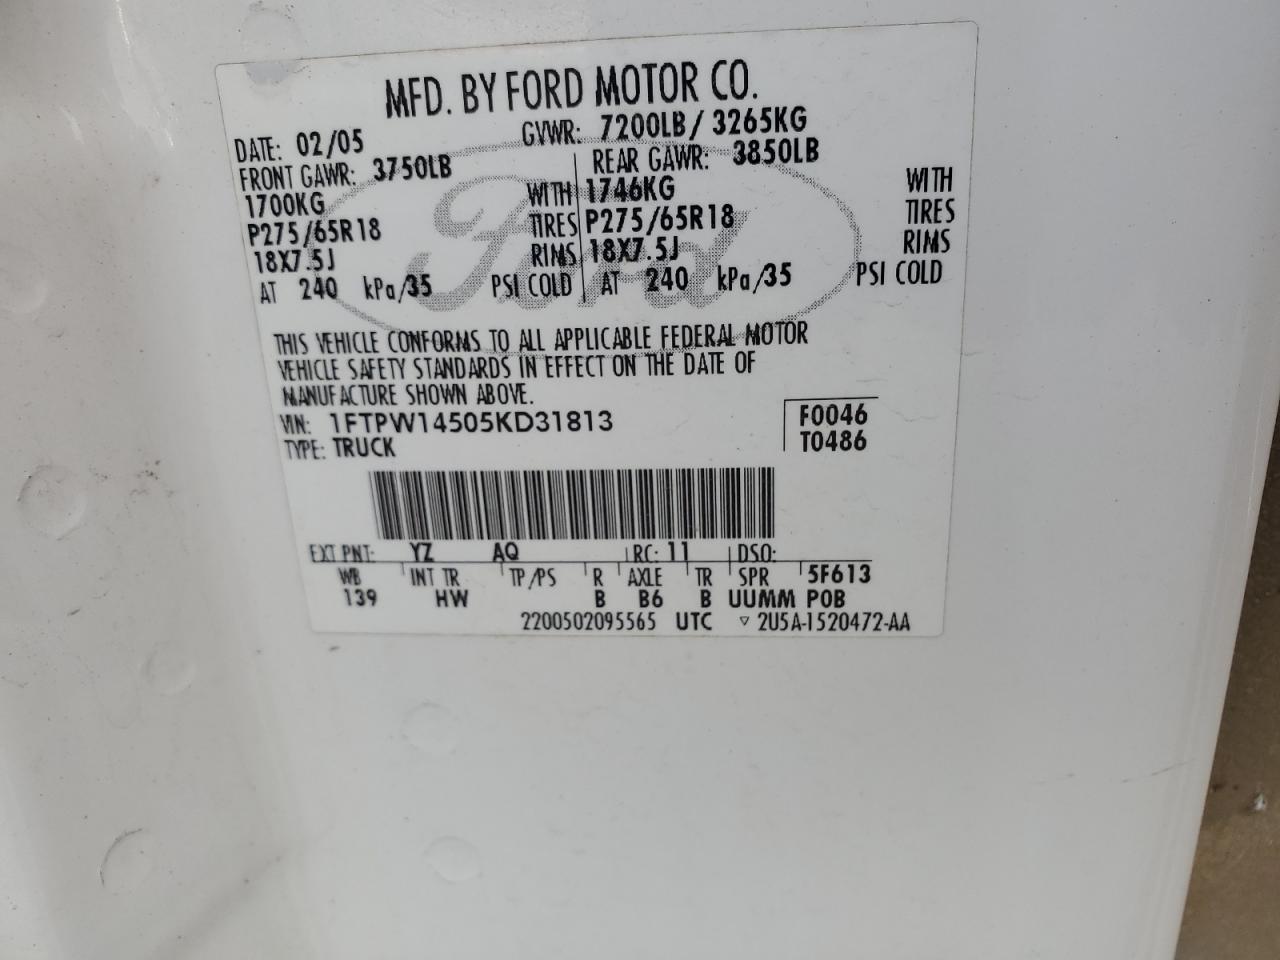 MFD. BY FORD MOTOR CO.
DATE: 02/05 GVWR: 7200LB/ 3265KG
FRONT GAWR: 3750LB REAR GAWR: 3850LB
1700KG WITH 1746KG WITH
P275/65R18 TIRES P275/65R18 TIRES
18X7.5J RIMS 18X7.5J RIMS
AT 240 kPa/35 PSI COLD AT 240 kPa/35 PSI COLD
Ford
THIS VEHICLE CONFORMS TO ALL APPLICABLE FEDERAL MOTOR
VEHICLE SAFETY STANDARDS IN EFFECT ON THE DATE OF
MANUFACTURE SHOWN ABOVE.
VIN: 1FTPW14505KD31813 F0046
TYPE: TRUCK T0486
EXT PNT: YZ AQ RC: 11 DSO:
WB INT TR TP/PS R AXLE TR SPR 5F613
139 HW B B6 B UUMM POB
2200502095565 UTC ▽ 2U5A-1520472-AA